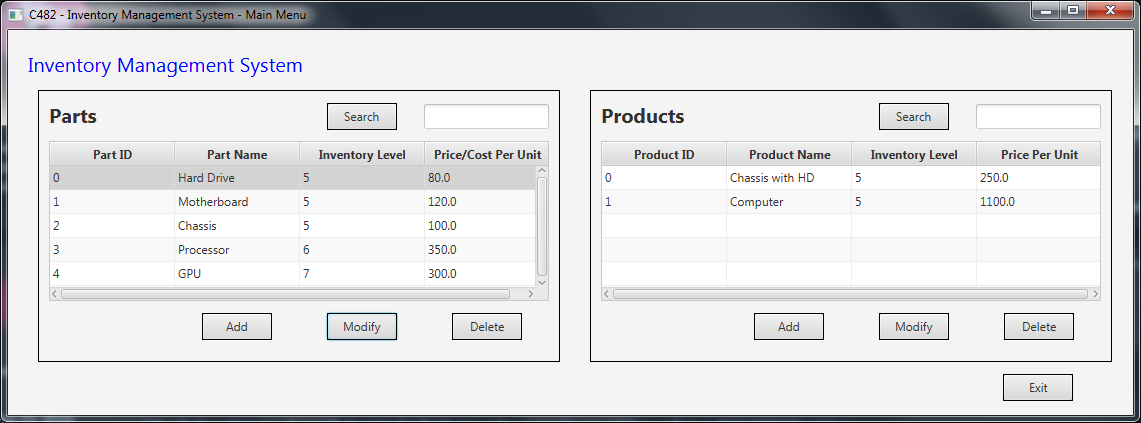 C482 - Inventory Management System - Main Menu
Inventory Management System
Parts Search
Part ID Part Name Inventory Level Price/Cost Per Unit
0 Hard Drive 5 80.0
1 Motherboard 5 120.0
2 Chassis 5 100.0
3 Processor 6 350.0
4 GPU 7 300.0
Add Modify Delete
Products Search
Product ID Product Name Inventory Level Price Per Unit
0 Chassis with HD 5 250.0
1 Computer 5 1100.0
Add Modify Delete
Exit